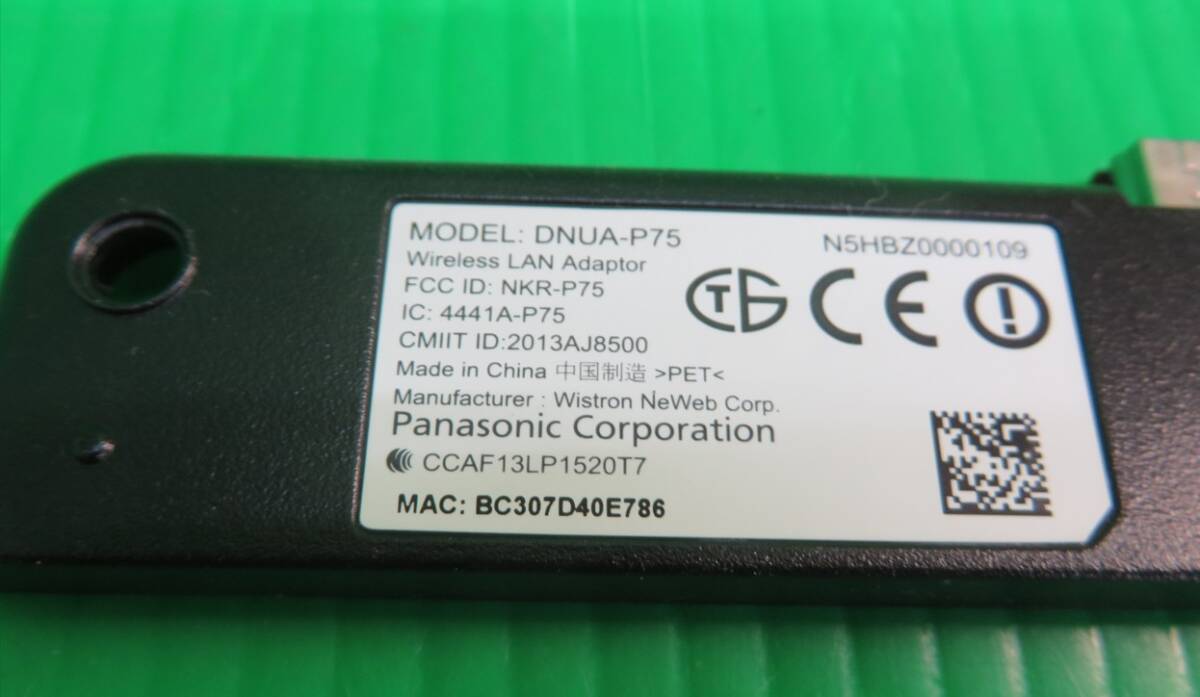 MODEL: DNUA-P75
N5HBZ0000109
Wireless LAN Adaptor
FCC ID: NKR-P75
IC: 4441A-P75
CMIIT ID:2013AJ8500
Made in China 中国制造 >PET<
Manufacturer : Wistron NeWeb Corp.
Panasonic Corporation
CCAF13LP1520T7
MAC: BC307D40E786